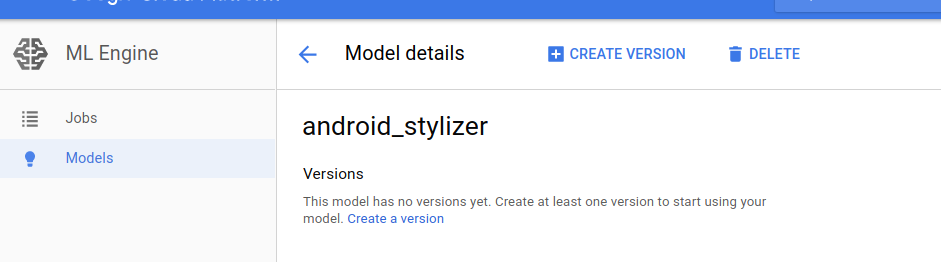 ML Engine
Model details
CREATE VERSION
DELETE
Jobs
Models
android_stylizer
Versions
This model has no versions yet. Create at least one version to start using your
model. Create a version